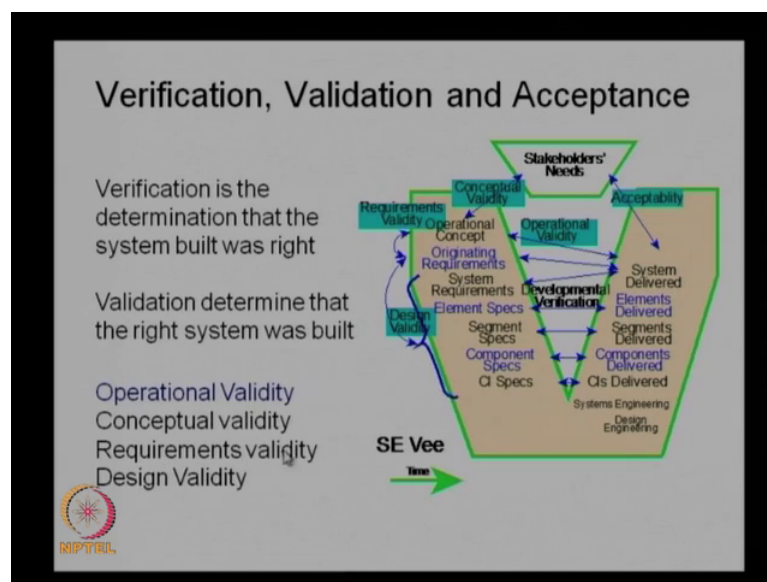 Verification, Validation and Acceptance
Verification is the
determination that the
system built was right
Validation determine that
the right system was built
Operational Validity
Conceptual validity
Requirements validity
Design Validity
Stakeholders'
Needs
Conceptual
Validity
Acceptablity
Requirements
Validity
Operational
Concept
Operational
Validity
Originating
Requirements
System
Requirements
System
Delivered
Developmental
Verification
Design
Validity
Element Specs
Elements
Delivered
Segment
Specs
Segments
Delivered
Component
Specs
Components
Delivered
CI Specs
CIs Delivered
Systems Engineering
Design
Engineering
SE Vee
Time
NPTEL